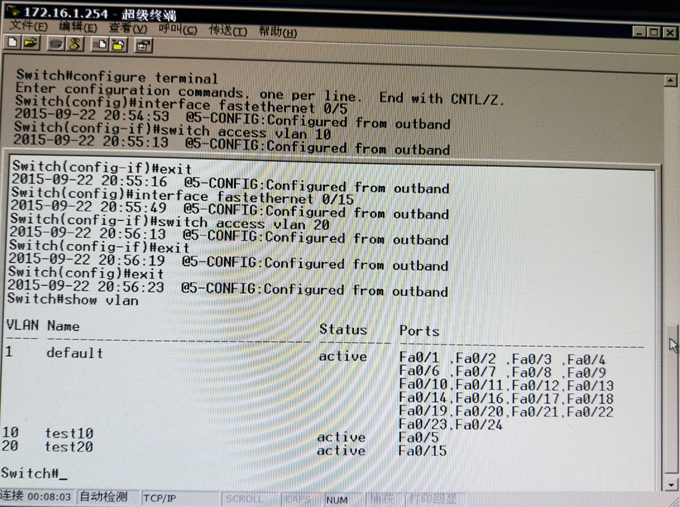 172.16.1.254 - 超级终端
文件(F) 编辑(E) 查看(V) 呼叫(C) 传送(T) 帮助(H)
Switch#configure terminal
Enter configuration commands, one per line. End with CNTL/Z.
Switch(config)#interface fastethernet 0/5
2015-09-22 20:54:53 @5-CONFIG:Configured from outband
Switch(config-if)#switch access vlan 10
2015-09-22 20:55:13 @5-CONFIG:Configured from outband
Switch(config-if)#exit
2015-09-22 20:55:16 @5-CONFIG:Configured from outband
Switch(config)#interface fastethernet 0/15
2015-09-22 20:55:49 @5-CONFIG:Configured from outband
Switch(config-if)#switch access vlan 20
2015-09-22 20:56:13 @5-CONFIG:Configured from outband
Switch(config-if)#exit
2015-09-22 20:56:19 @5-CONFIG:Configured from outband
Switch(config)#exit
2015-09-22 20:56:23 @5-CONFIG:Configured from outband
Switch#show vlan
VLAN Name Status Ports
---- -------------------------------- --------- -------------------------------
1 default active Fa0/1 ,Fa0/2 ,Fa0/3 ,Fa0/4
Fa0/6 ,Fa0/7 ,Fa0/8 ,Fa0/9
Fa0/10,Fa0/11,Fa0/12,Fa0/13
Fa0/14,Fa0/16,Fa0/17,Fa0/18
Fa0/19,Fa0/20,Fa0/21,Fa0/22
Fa0/23,Fa0/24
10 test10 active Fa0/5
20 test20 active Fa0/15
Switch#_
连接 00:08:03 自动检测 TCP/IP SCROLL CAPS NUM 捕捉 打印回显